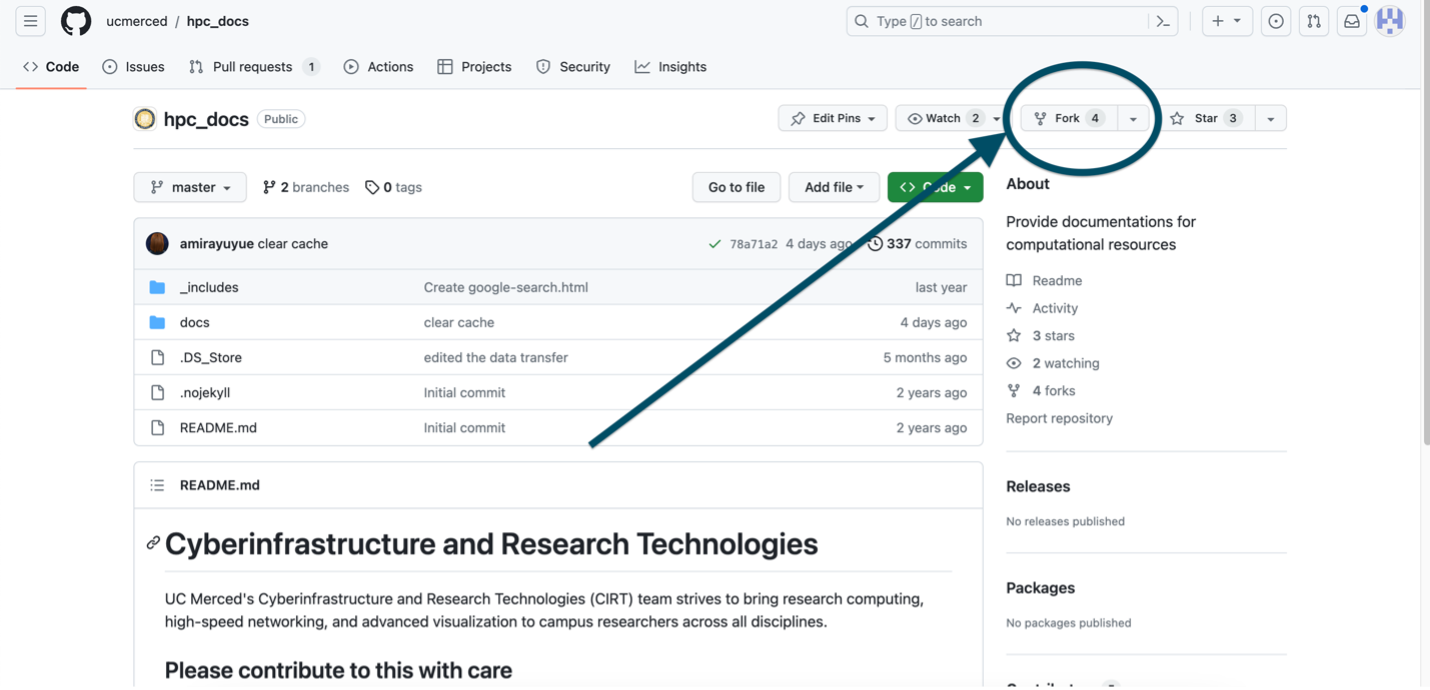 ucmerced / hpc_docs
Type / to search
Code Issues Pull requests 1 Actions Projects Security Insights
hpc_docs Public
Edit Pins Watch 2 Fork 4 Star 3
master 2 branches 0 tags Go to file Add file Code
About
Provide documentations for
computational resources
Readme
Activity
3 stars
2 watching
4 forks
Report repository
amirayuyue clear cache 78a71a2 4 days ago 337 commits
_includes Create google-search.html last year
docs clear cache 4 days ago
.DS_Store edited the data transfer 5 months ago
.nojekyll Initial commit 2 years ago
README.md Initial commit 2 years ago
README.md
Cyberinfrastructure and Research Technologies
UC Merced's Cyberinfrastructure and Research Technologies (CIRT) team strives to bring research computing,
high-speed networking, and advanced visualization to campus researchers across all disciplines.
Please contribute to this with care
Releases
No releases published
Packages
No packages published